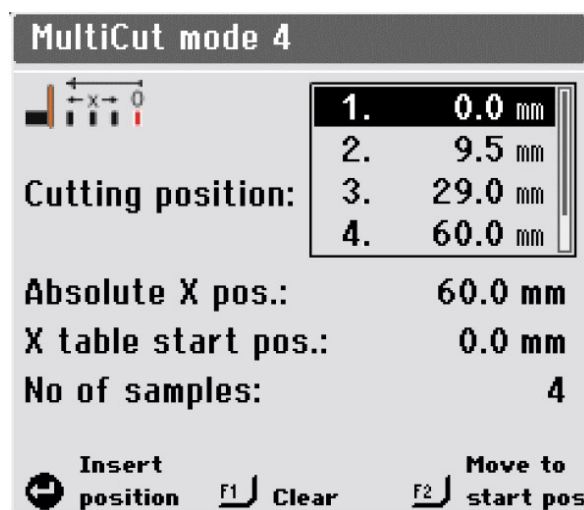 MultiCut mode 4
←x→ 0
1. 0.0 mm
2. 9.5 mm
Cutting position: 3. 29.0 mm
4. 60.0 mm
Absolute X pos.: 60.0 mm
X table start pos.: 0.0 mm
No of samples: 4
Insert position F1 Clear F2 Move to start pos